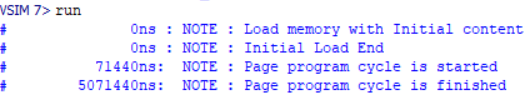 VSIM 7> run
# 0ns : NOTE : Load memory with Initial content
# 0ns : NOTE : Initial Load End
# 71440ns: NOTE : Page program cycle is started
# 5071440ns: NOTE : Page program cycle is finished